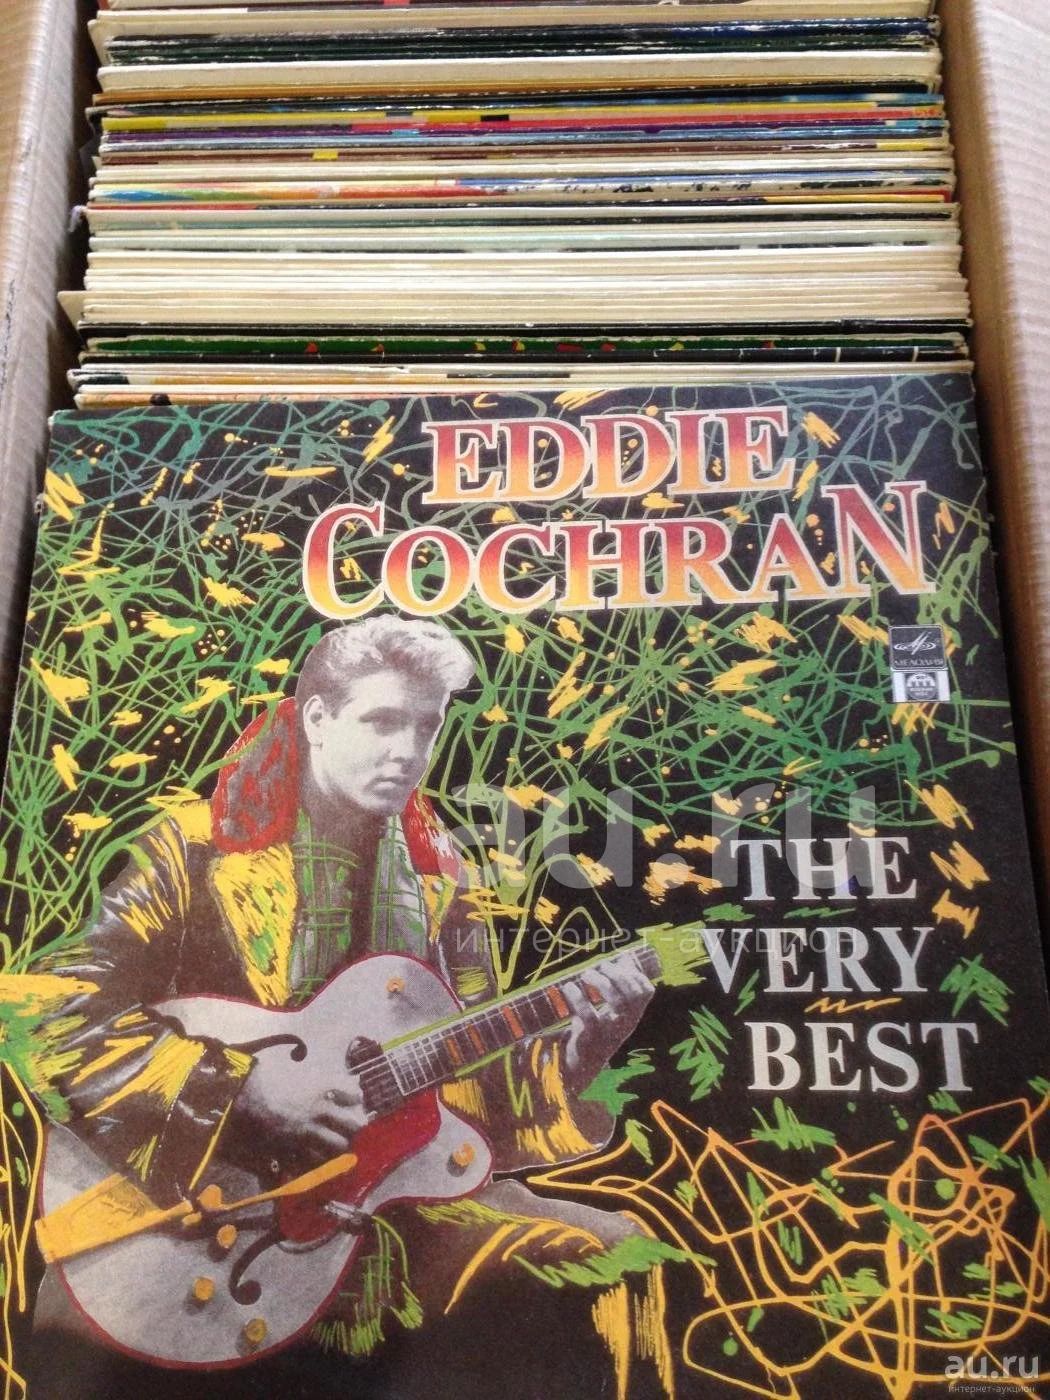 EDDIE
COCHRAN
МЕЛОДИЯ
THE
VERY
BEST
au.ru
интернет-аукцион
au.ru
интернет-аукцион